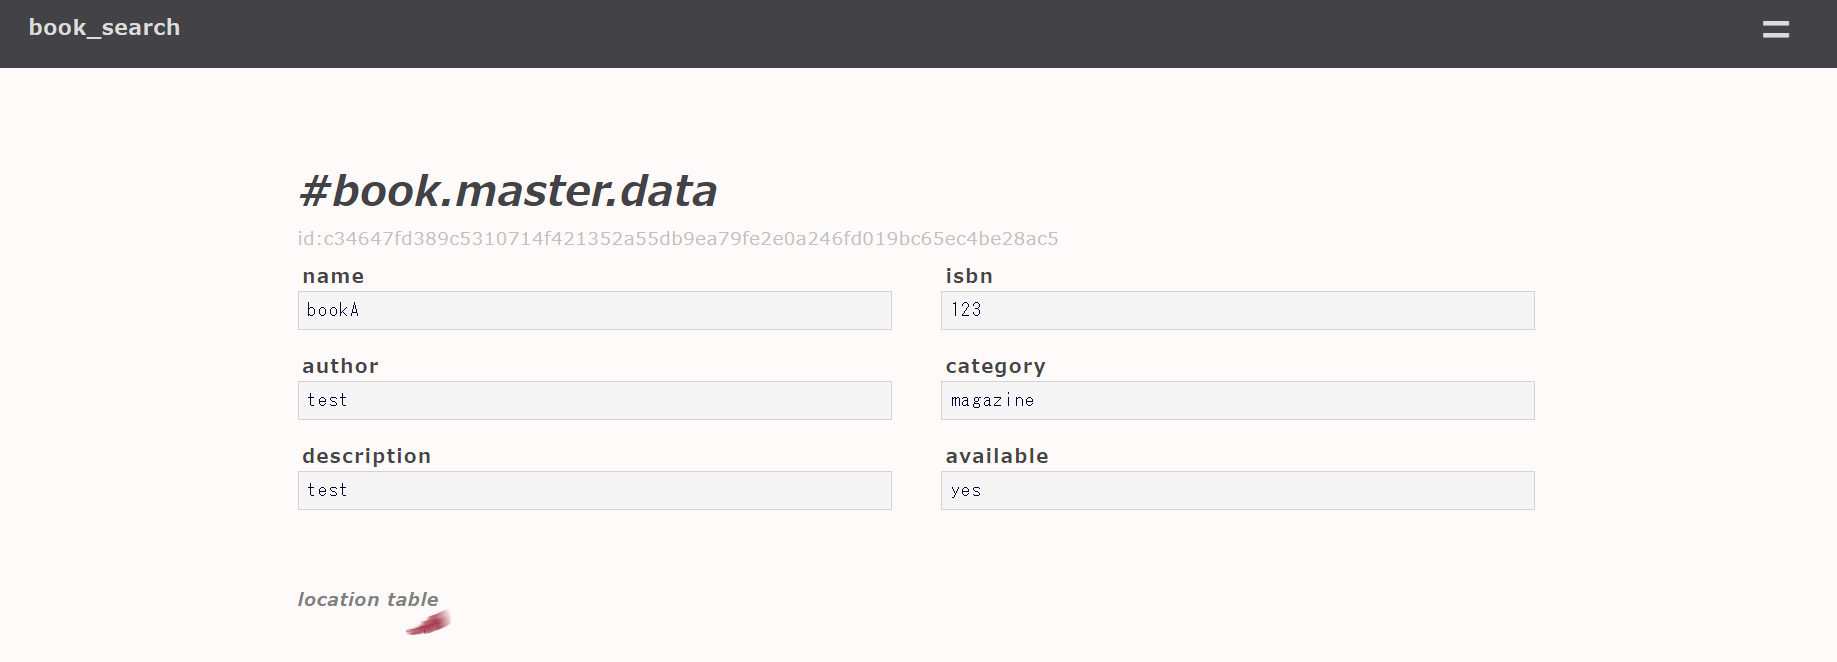 book_search
#book.master.data
id:c34647fd389c5310714f421352a55db9ea79fe2e0a246fd019bc65ec4be28ac5
name
isbn
bookA
123
author
category
test
magazine
description
available
test
yes
location table